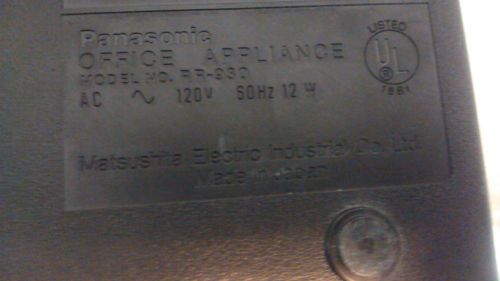 Panasonic
OFFICE APPLIANCE
MODEL NO. RR-930
AC ~ 120V 60Hz 12 W
LISTED
UL
®
78B1
Matsushita Electric Industrial Co., Ltd.
Made in Japan